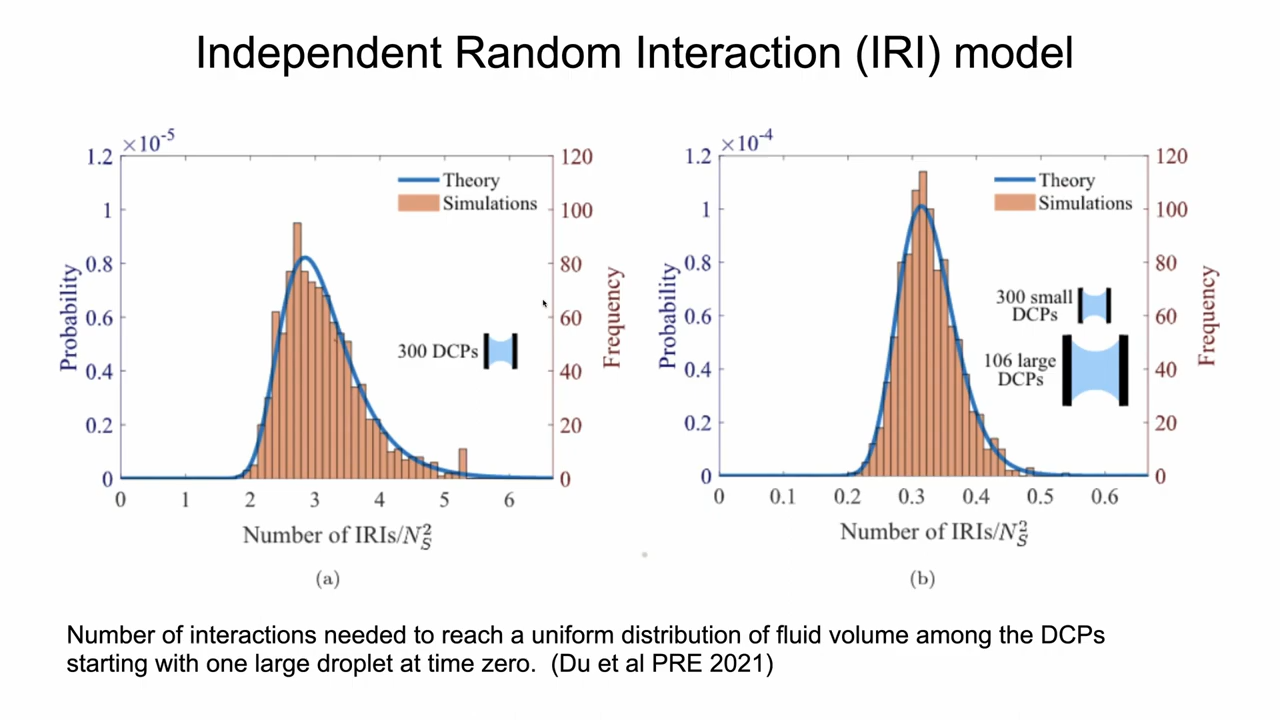 Independent Random Interaction (IRI) model
×10⁻⁵
1.2
1
0.8
0.6
0.4
0.2
0
Probability
Theory
Simulations
300 DCPs
120
100
80
60
40
20
0
Frequency
0 1 2 3 4 5 6
Number of IRIs/N_S^2
(a)
×10⁻⁴
1.2
1
0.8
0.6
0.4
0.2
0
Probability
Theory
Simulations
300 small
DCPs
106 large
DCPs
120
100
80
60
40
20
0
Frequency
0 0.1 0.2 0.3 0.4 0.5 0.6
Number of IRIs/N_S^2
(b)
Number of interactions needed to reach a uniform distribution of fluid volume among the DCPs
starting with one large droplet at time zero.  (Du et al PRE 2021)